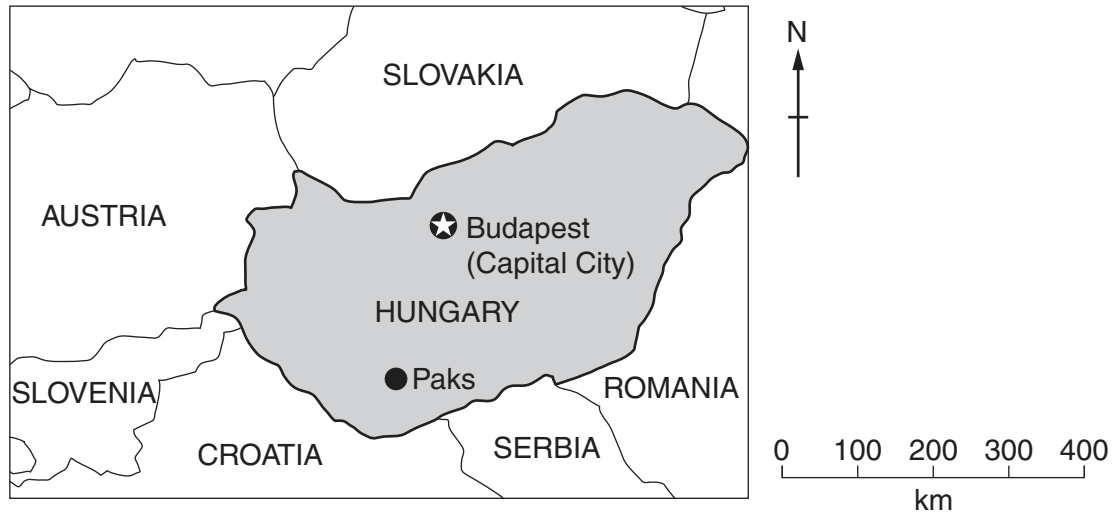 N
SLOVAKIA
AUSTRIA
Budapest
(Capital City)
HUNGARY
Paks
SLOVENIA
ROMANIA
CROATIA
SERBIA
0 100 200 300 400
km